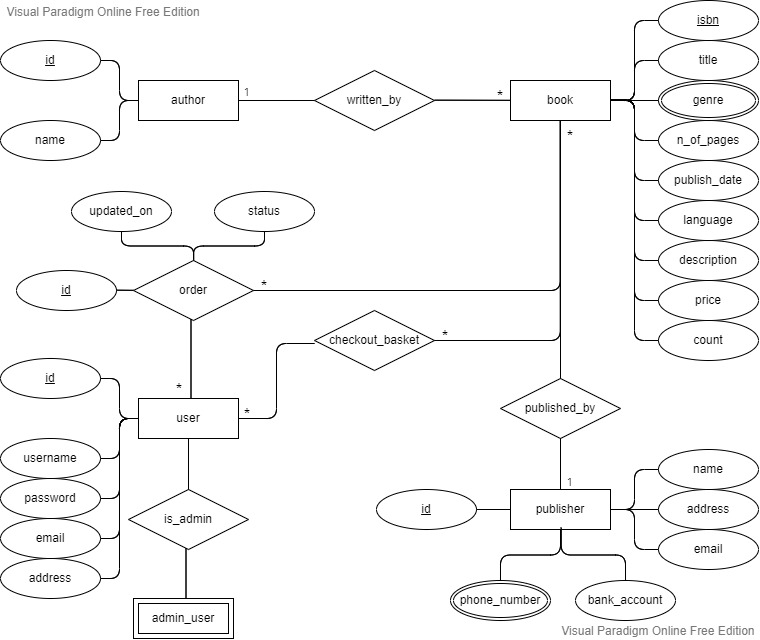 Visual Paradigm Online Free Edition
isbn
id
title
author
1
written_by
*
book
genre
*
name
n_of_pages
publish_date
updated_on
status
language
description
id
order
*
price
checkout_basket
*
count
id
*
user
*
published_by
username
name
password
1
id
publisher
address
is_admin
email
email
address
phone_number
bank_account
admin_user
Visual Paradigm Online Free Edition